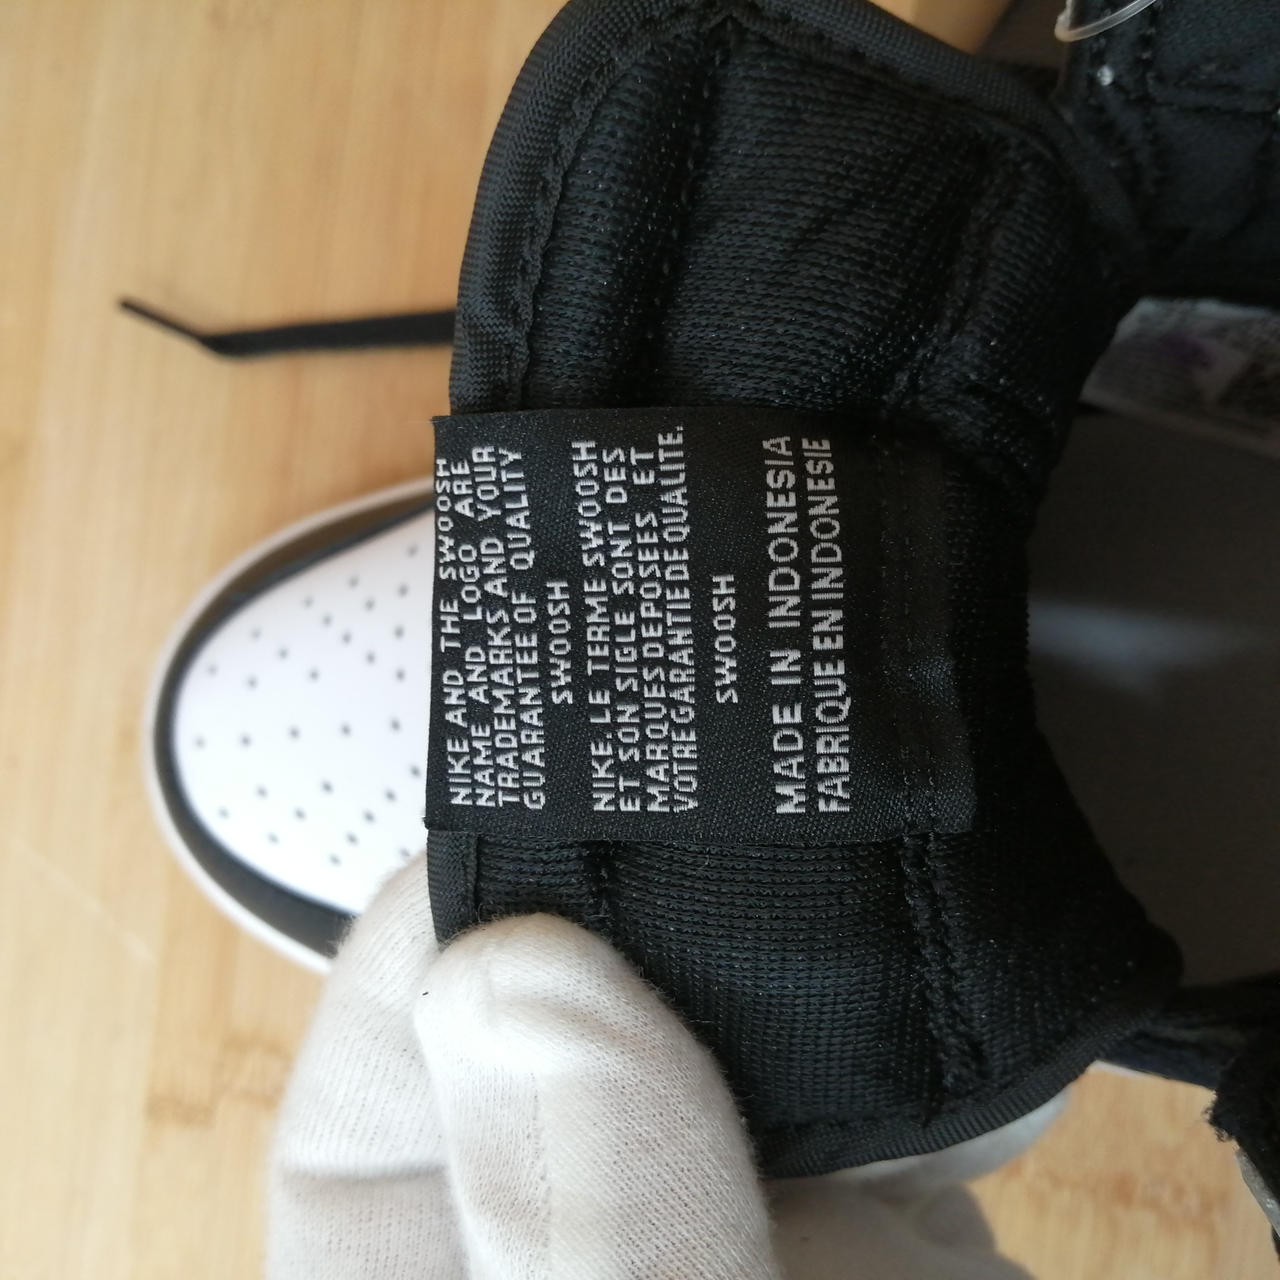 NIKE AND THE SWOOSH
NAME AND LOGO ARE
TRADEMARKS AND YOUR
GUARANTEE OF QUALITY
SWOOSH
NIKE. LE TERME SWOOSH
ET SON SIGLE SONT DES
MARQUES DEPOSEES ET
VOTRE GARANTIE DE QUALITE.
SWOOSH
MADE IN INDONESIA
FABRIQUE EN INDONESIE